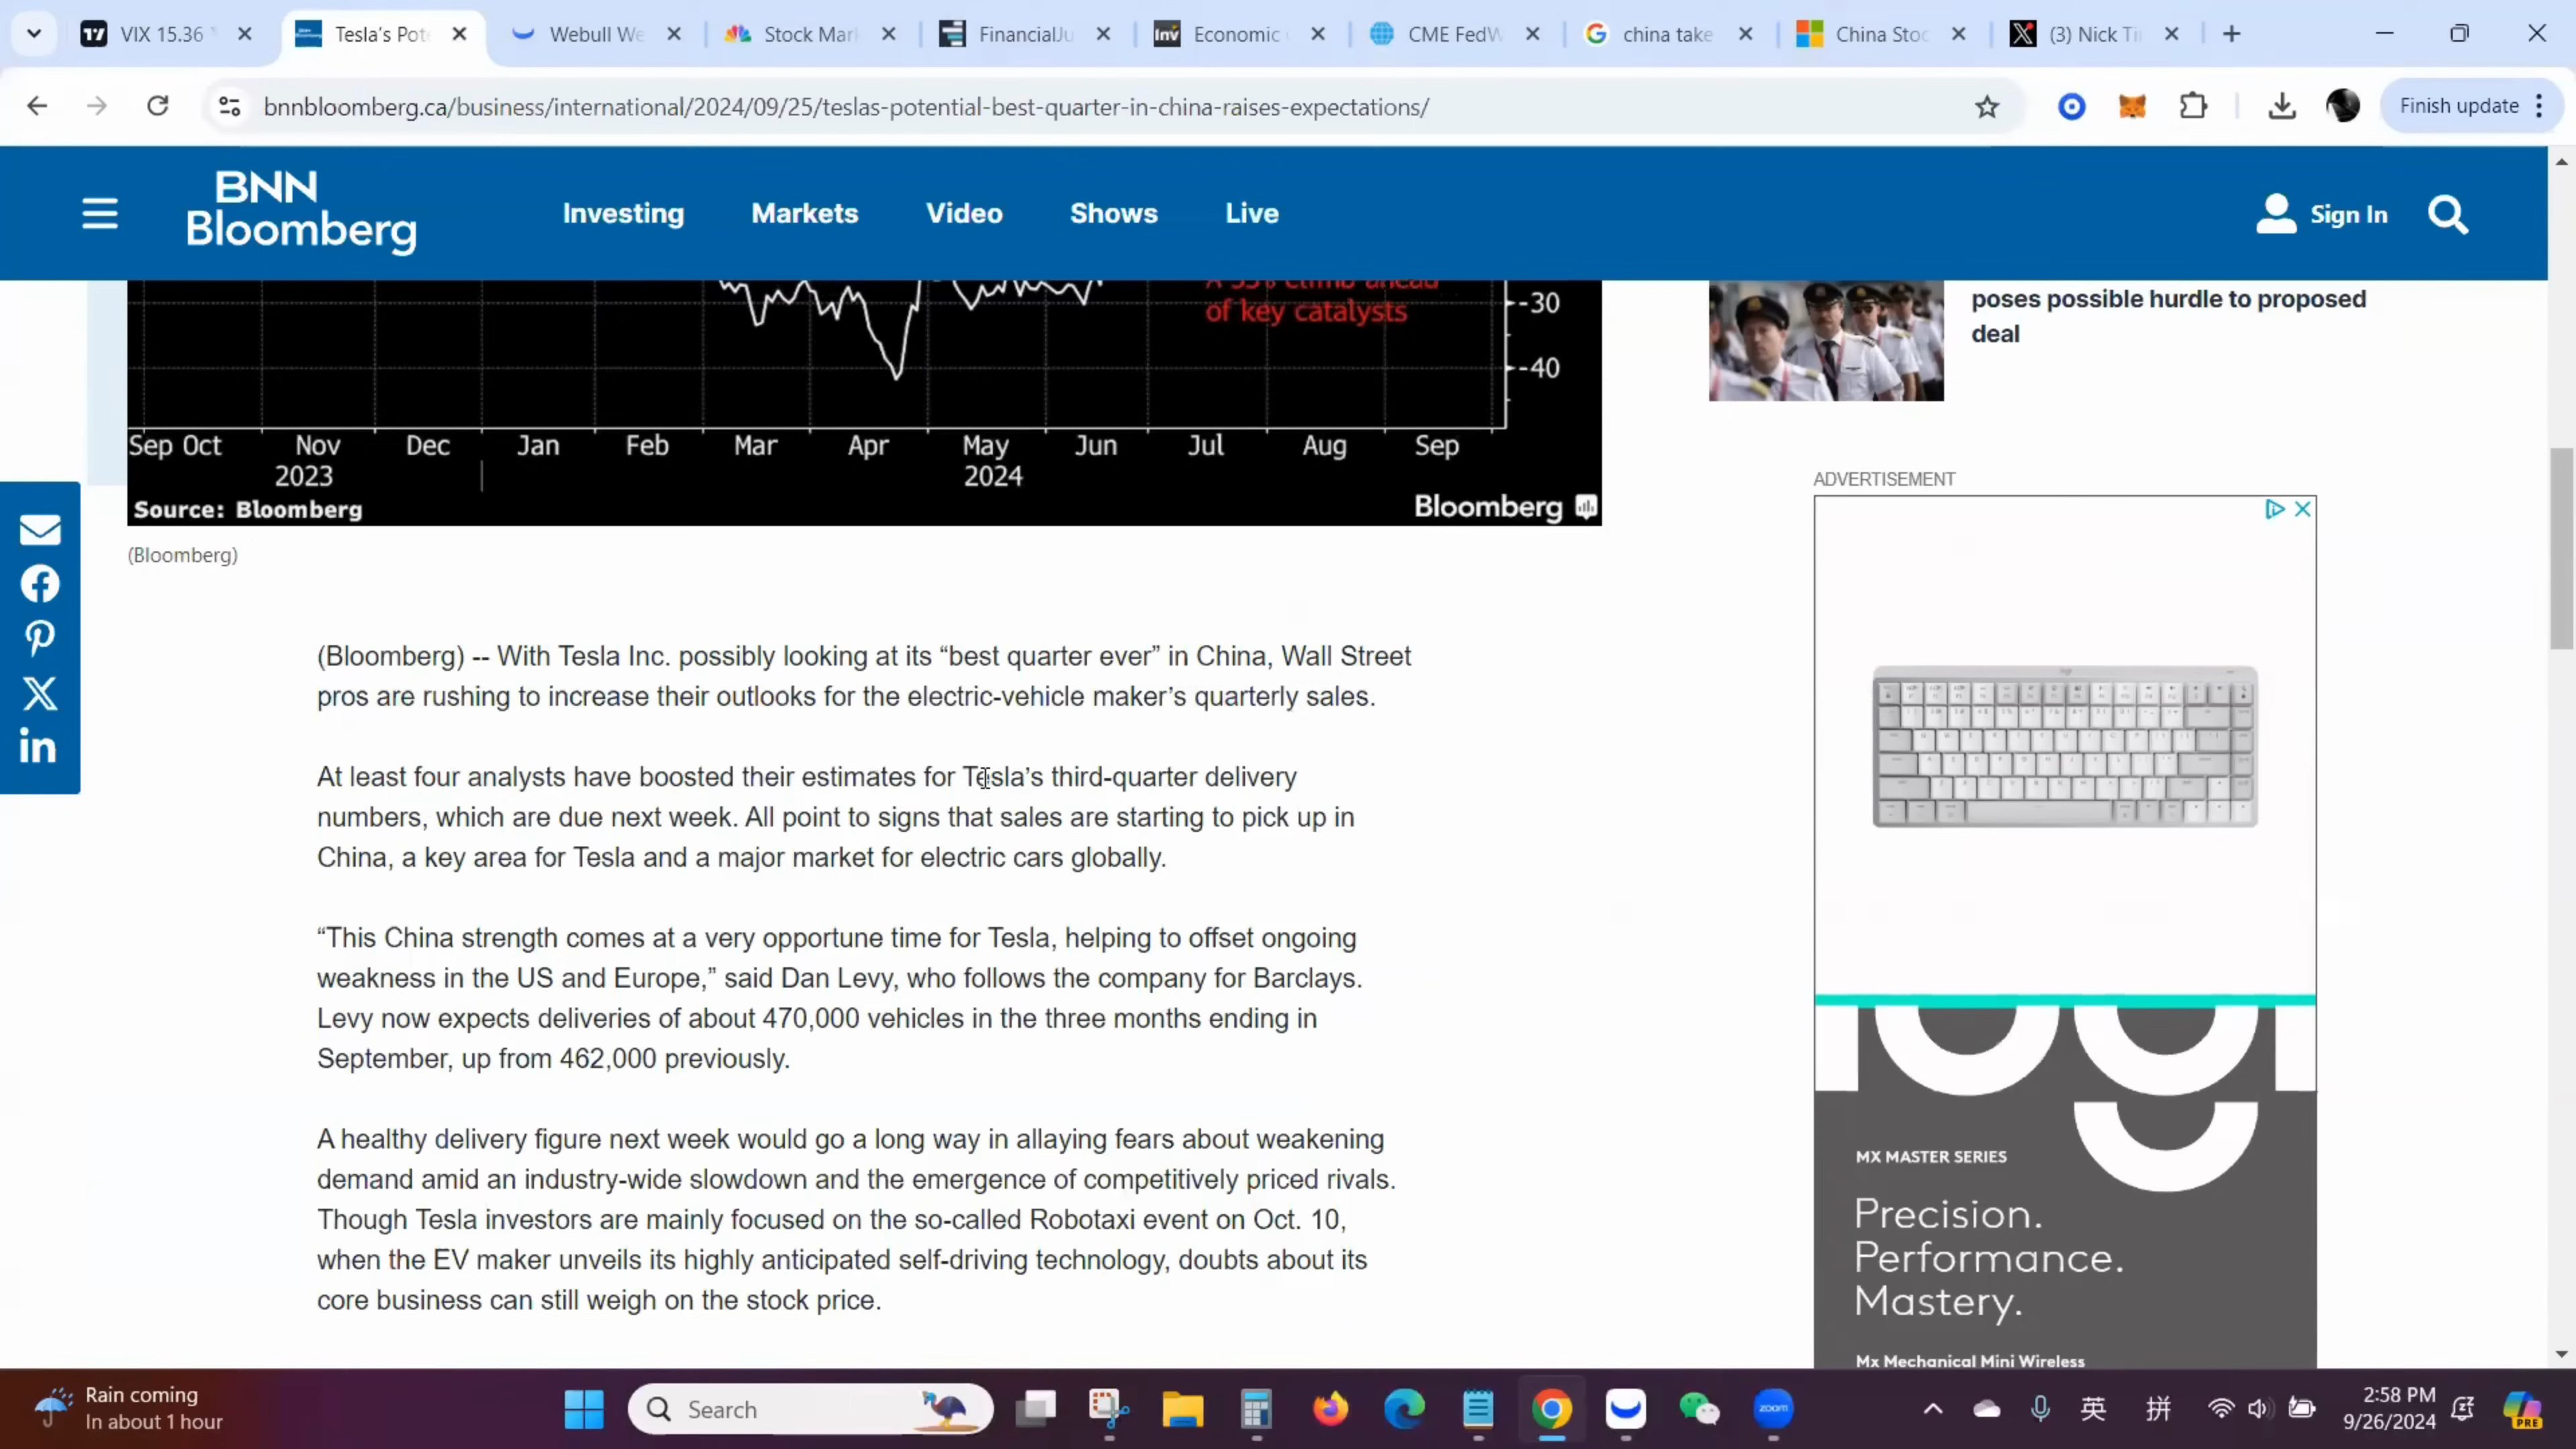 VIX 15.36
Tesla's Pot
Webull We
Stock Mar
FinancialJu
Economic
CME FedW
china take
China Stoc
(3) Nick Ti
bnnbloomberg.ca/business/international/2024/09/25/teslas-potential-best-quarter-in-china-raises-expectations/
Finish update
BNN
Bloomberg
Investing
Markets
Video
Shows
Live
Sign In
of key catalysts
-30
-40
Sep Oct Nov Dec Jan Feb Mar Apr May Jun Jul Aug Sep
2023 2024
Source: Bloomberg
Bloomberg
(Bloomberg)
(Bloomberg) -- With Tesla Inc. possibly looking at its “best quarter ever” in China, Wall Street
pros are rushing to increase their outlooks for the electric-vehicle maker’s quarterly sales.
At least four analysts have boosted their estimates for Tesla’s third-quarter delivery
numbers, which are due next week. All point to signs that sales are starting to pick up in
China, a key area for Tesla and a major market for electric cars globally.
“This China strength comes at a very opportune time for Tesla, helping to offset ongoing
weakness in the US and Europe,” said Dan Levy, who follows the company for Barclays.
Levy now expects deliveries of about 470,000 vehicles in the three months ending in
September, up from 462,000 previously.
A healthy delivery figure next week would go a long way in allaying fears about weakening
demand amid an industry-wide slowdown and the emergence of competitively priced rivals.
Though Tesla investors are mainly focused on the so-called Robotaxi event on Oct. 10,
when the EV maker unveils its highly anticipated self-driving technology, doubts about its
core business can still weigh on the stock price.
poses possible hurdle to proposed
deal
ADVERTISEMENT
MX MASTER SERIES
Precision.
Performance.
Mastery.
Mx Mechanical Mini Wireless
Rain coming
In about 1 hour
Search
zoom
英
拼
2:58 PM
9/26/2024
PRE